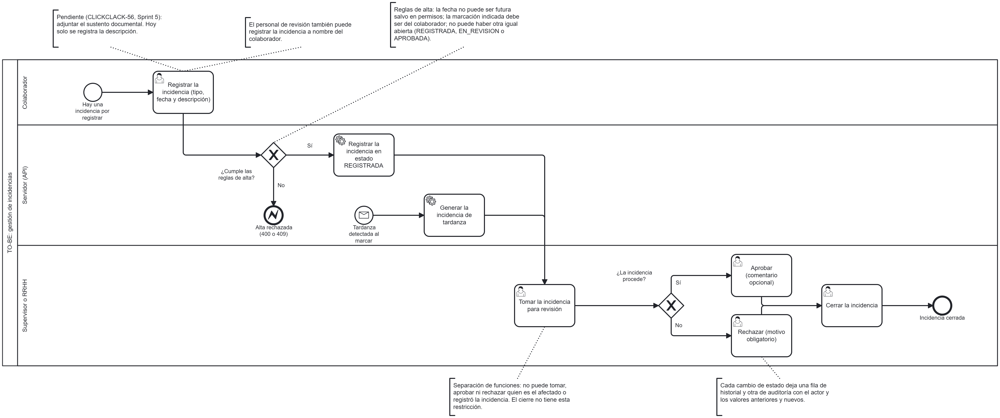 Pendiente (CLICKCLACK-56, Sprint 5):
adjuntar el sustento documental. Hoy
solo se registra la descripción.
El personal de revisión también puede
registrar la incidencia a nombre del
colaborador.
Reglas de alta: la fecha no puede ser futura
salvo en permisos; la marcación indicada debe
ser del colaborador; no puede haber otra igual
abierta (REGISTRADA, EN_REVISION o
APROBADA).
TO-BE: gestión de incidencias
Colaborador
Hay una
incidencia por
registrar
Registrar la
incidencia (tipo,
fecha y descripción)
Servidor (API)
¿Cumple las
reglas de alta?
Sí
No
Registrar la
incidencia en
estado
REGISTRADA
Alta rechazada
(400 o 409)
Tardanza
detectada al
marcar
Generar la
incidencia de
tardanza
Supervisor o RRHH
Tomar la incidencia
para revisión
¿La incidencia
procede?
Sí
No
Aprobar
(comentario
opcional)
Rechazar (motivo
obligatorio)
Cerrar la incidencia
Incidencia cerrada
Separación de funciones: no puede tomar,
aprobar ni rechazar quien es el afectado o
registró la incidencia. El cierre no tiene esta
restricción.
Cada cambio de estado deja una fila de
historial y otra de auditoría con el actor y
los valores anteriores y nuevos.